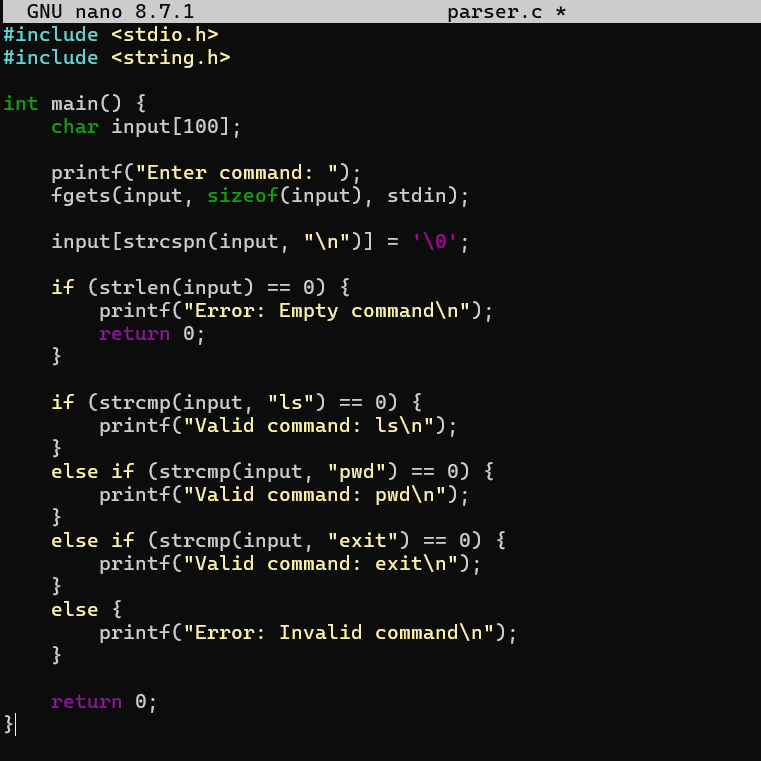 GNU nano 8.7.1 parser.c *
#include <stdio.h>
#include <string.h>
int main() {
char input[100];
printf("Enter command: ");
fgets(input, sizeof(input), stdin);
input[strcspn(input, "\n")] = '\0';
if (strlen(input) == 0) {
printf("Error: Empty command\n");
return 0;
}
if (strcmp(input, "ls") == 0) {
printf("Valid command: ls\n");
}
else if (strcmp(input, "pwd") == 0) {
printf("Valid command: pwd\n");
}
else if (strcmp(input, "exit") == 0) {
printf("Valid command: exit\n");
}
else {
printf("Error: Invalid command\n");
}
return 0;
}